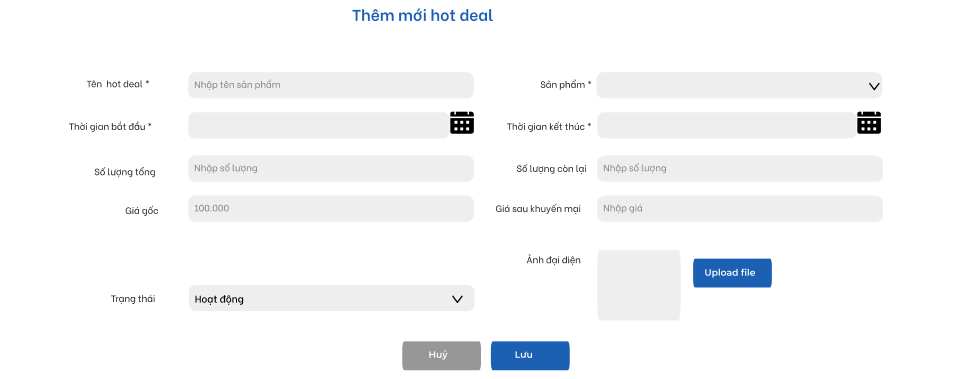 Thêm mới hot deal
Tên hot deal * Nhập tên sản phẩm Sản phẩm *
Thời gian bắt đầu * Thời gian kết thúc *
Số lượng tổng Nhập số lượng Số lượng còn lại Nhập số lượng
Giá gốc 100.000 Giá sau khuyến mại Nhập giá
Ảnh đại diện Upload file
Trạng thái Hoạt động
Huỷ Lưu